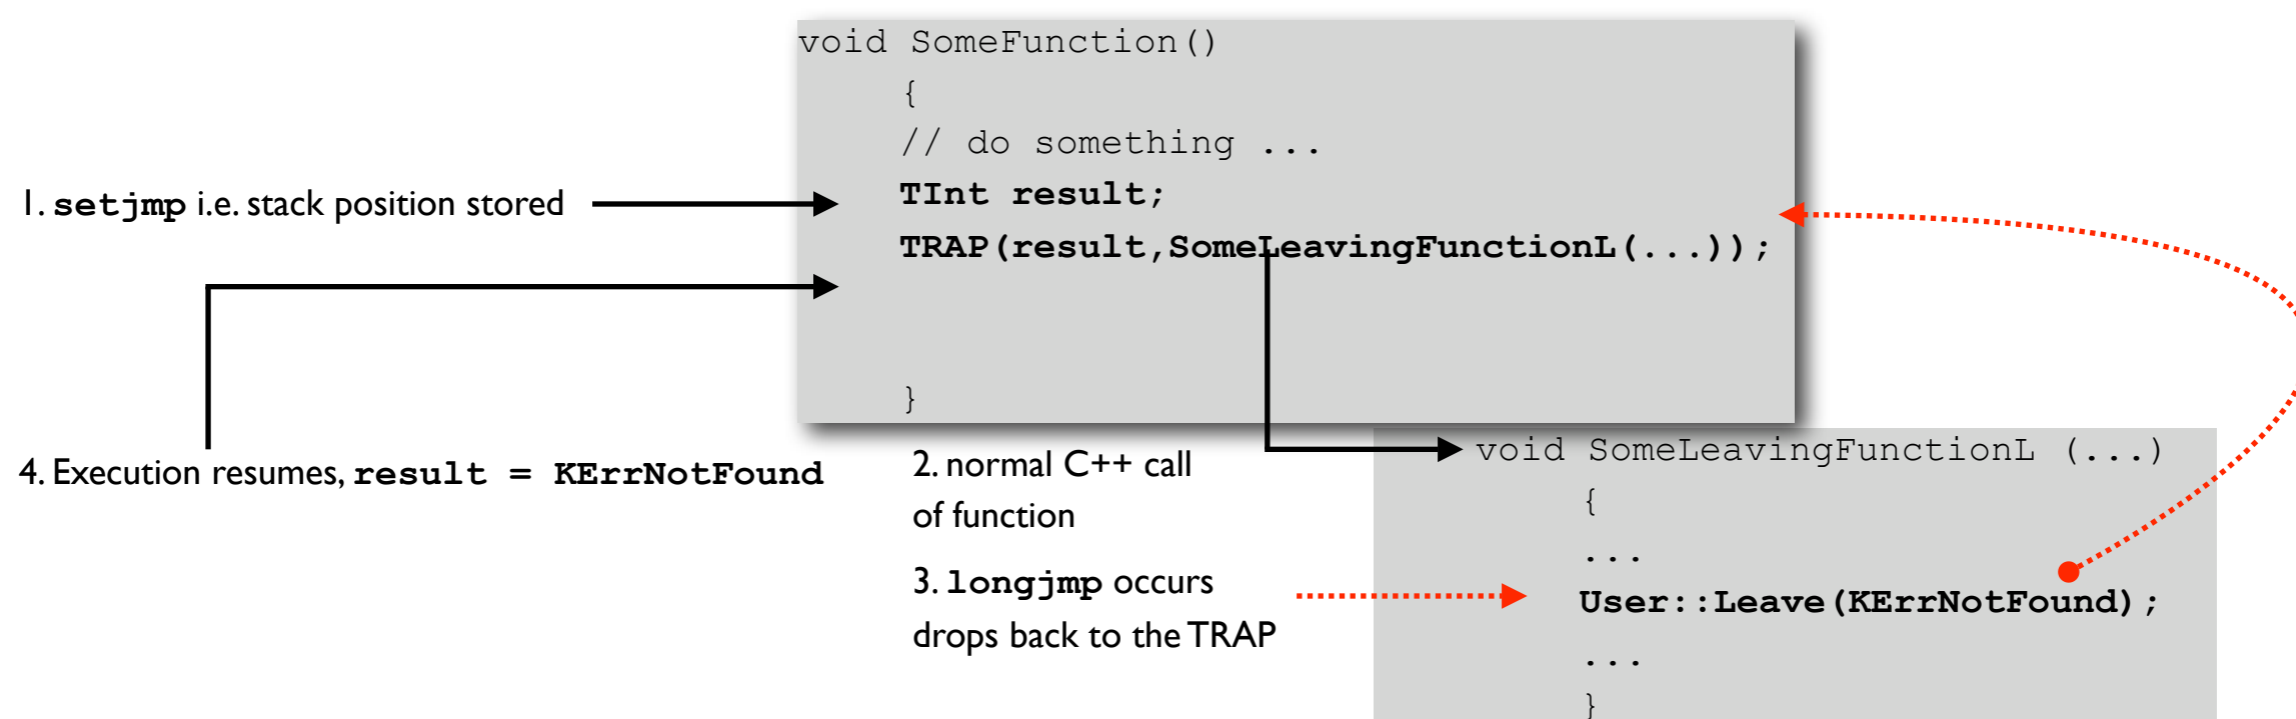 void SomeFunction()
{
// do something ...
TInt result;
TRAP(result,SomeLeavingFunctionL(...));
}
1. setjmp i.e. stack position stored
4. Execution resumes, result = KErrNotFound
2. normal C++ call
of function
3. longjmp occurs
drops back to the TRAP
void SomeLeavingFunctionL (...)
{
...
User::Leave(KErrNotFound);
...
}